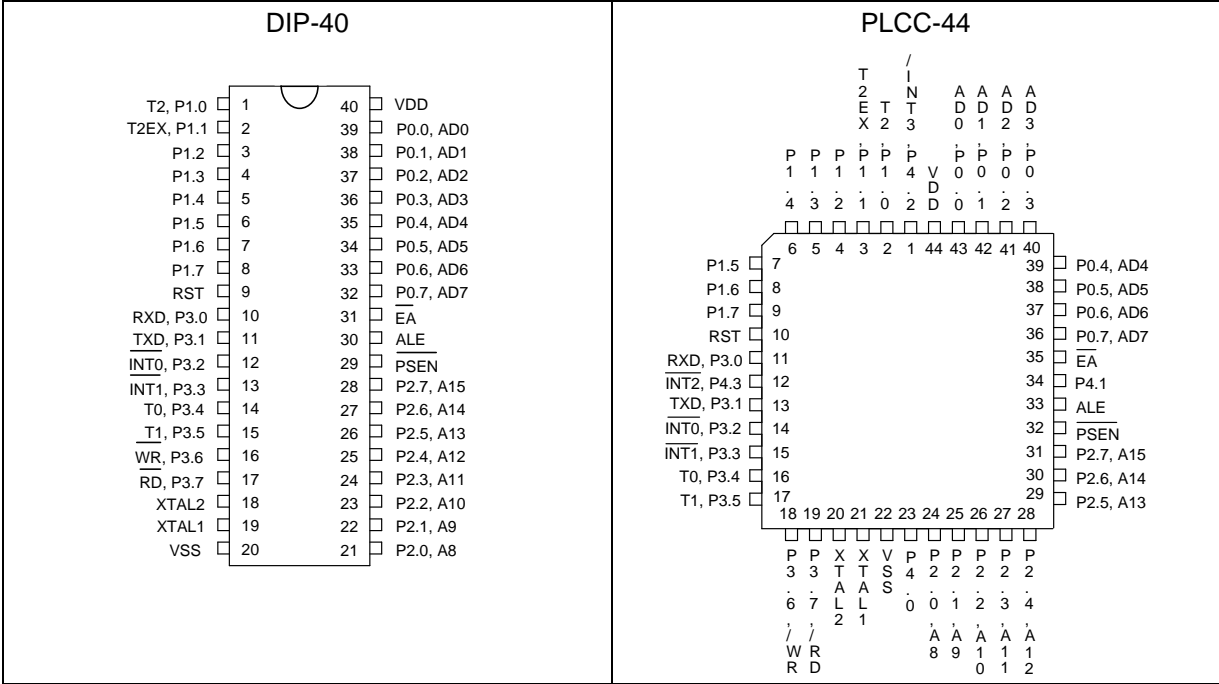 DIP-40
T2, P1.0 1 40 VDD
T2EX, P1.1 2 39 P0.0, AD0
P1.2 3 38 P0.1, AD1
P1.3 4 37 P0.2, AD2
P1.4 5 36 P0.3, AD3
P1.5 6 35 P0.4, AD4
P1.6 7 34 P0.5, AD5
P1.7 8 33 P0.6, AD6
RST 9 32 P0.7, AD7
RXD, P3.0 10 31 EA
TXD, P3.1 11 30 ALE
INT0, P3.2 12 29 PSEN
INT1, P3.3 13 28 P2.7, A15
T0, P3.4 14 27 P2.6, A14
T1, P3.5 15 26 P2.5, A13
WR, P3.6 16 25 P2.4, A12
RD, P3.7 17 24 P2.3, A11
XTAL2 18 23 P2.2, A10
XTAL1 19 22 P2.1, A9
VSS 20 21 P2.0, A8
PLCC-44
P1.4
P1.3
P1.2
T2EX,P1.1
T2,P1.0
/INT3,P4.2
VDD
AD0,P0.0
AD1,P0.1
AD2,P0.2
AD3,P0.3
6 5 4 3 2 1 44 43 42 41 40
P1.5 7 39 P0.4, AD4
P1.6 8 38 P0.5, AD5
P1.7 9 37 P0.6, AD6
RST 10 36 P0.7, AD7
RXD, P3.0 11 35 EA
INT2, P4.3 12 34 P4.1
TXD, P3.1 13 33 ALE
INT0, P3.2 14 32 PSEN
INT1, P3.3 15 31 P2.7, A15
T0, P3.4 16 30 P2.6, A14
T1, P3.5 17 29 P2.5, A13
18 19 20 21 22 23 24 25 26 27 28
P3.6,/WR
P3.7,/RD
XTAL2
XTAL1
VSS
P4.0
P2.0,A8
P2.1,A9
P2.2,A10
P2.3,A11
P2.4,A12